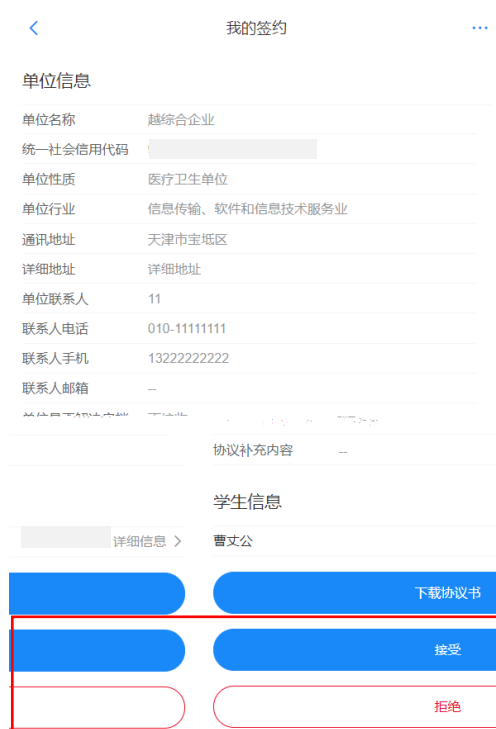 我的签约
单位信息
单位名称 越综合企业
统一社会信用代码
单位性质 医疗卫生单位
单位行业 信息传输、软件和信息技术服务业
通讯地址 天津市宝坻区
详细地址 详细地址
单位联系人 11
联系人电话 010-11111111
联系人手机 13222222222
联系人邮箱 --
协议补充内容 --
学生信息
详细信息 >
曹丈公
下载协议书
接受
拒绝